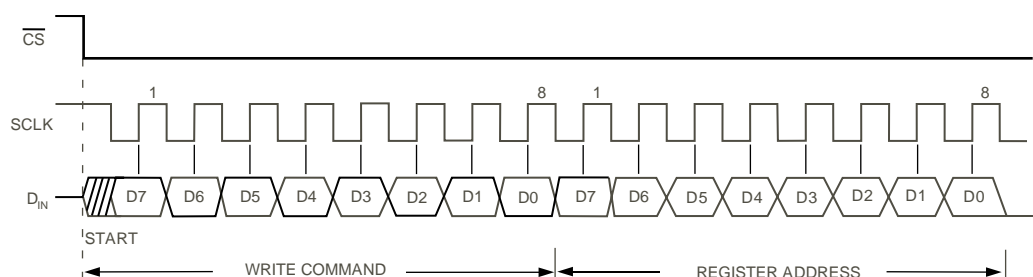 CS
1 8 1 8
SCLK
DIN D7 D6 D5 D4 D3 D2 D1 D0 D7 D6 D5 D4 D3 D2 D1 D0
START
WRITE COMMAND REGISTER ADDRESS